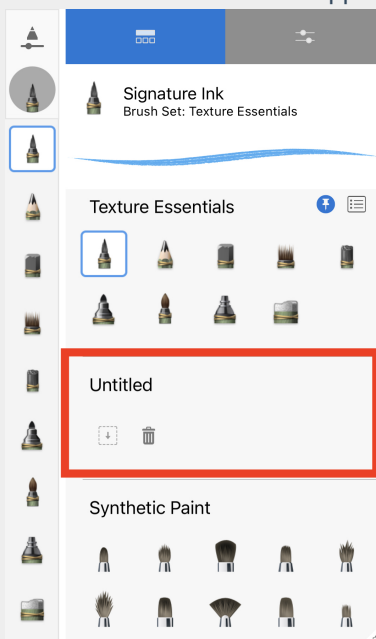 Signature Ink
Brush Set: Texture Essentials
Texture Essentials
Untitled
Synthetic Paint